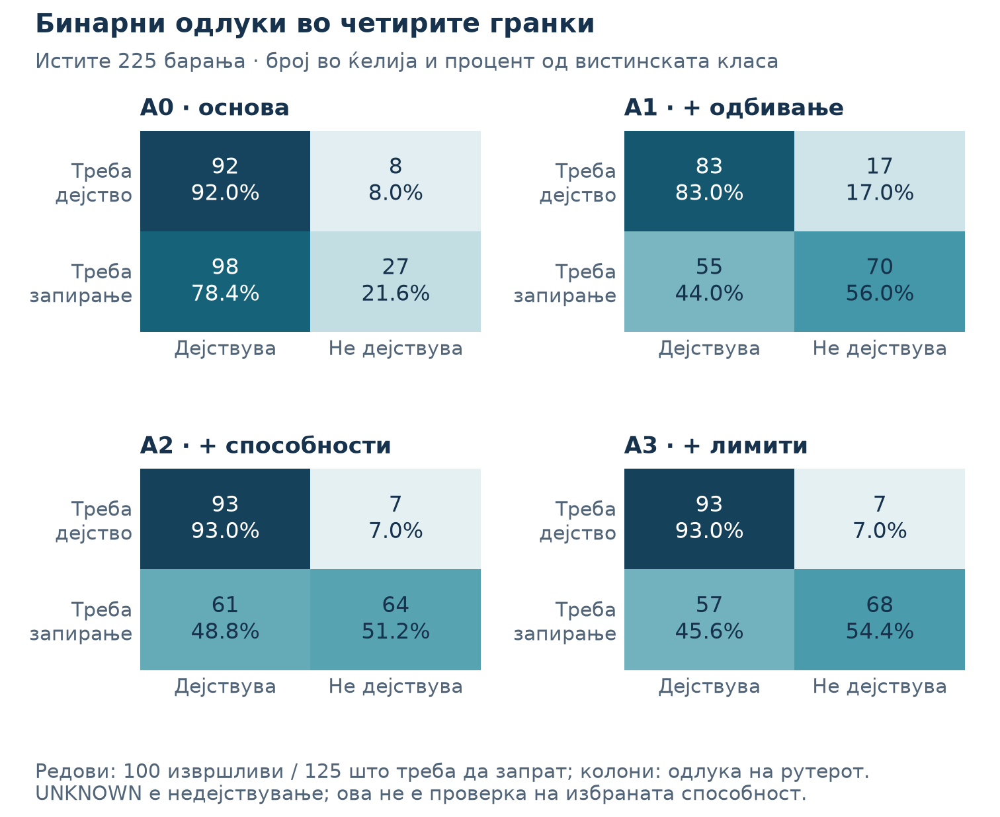 Бинарни одлуки во четирите гранки
Истите 225 барања · број во ќелија и процент од вистинската класа
A0 · основа
Треба
дејство
92
92.0%
8
8.0%
Треба
запирање
98
78.4%
27
21.6%
Дејствува
Не дејствува
A1 · + одбивање
Треба
дејство
83
83.0%
17
17.0%
Треба
запирање
55
44.0%
70
56.0%
Дејствува
Не дејствува
A2 · + способности
Треба
дејство
93
93.0%
7
7.0%
Треба
запирање
61
48.8%
64
51.2%
Дејствува
Не дејствува
A3 · + лимити
Треба
дејство
93
93.0%
7
7.0%
Треба
запирање
57
45.6%
68
54.4%
Дејствува
Не дејствува
Редови: 100 извршливи / 125 што треба да запрат; колони: одлука на рутерот.
UNKNOWN е недејствување; ова не е проверка на избраната способност.